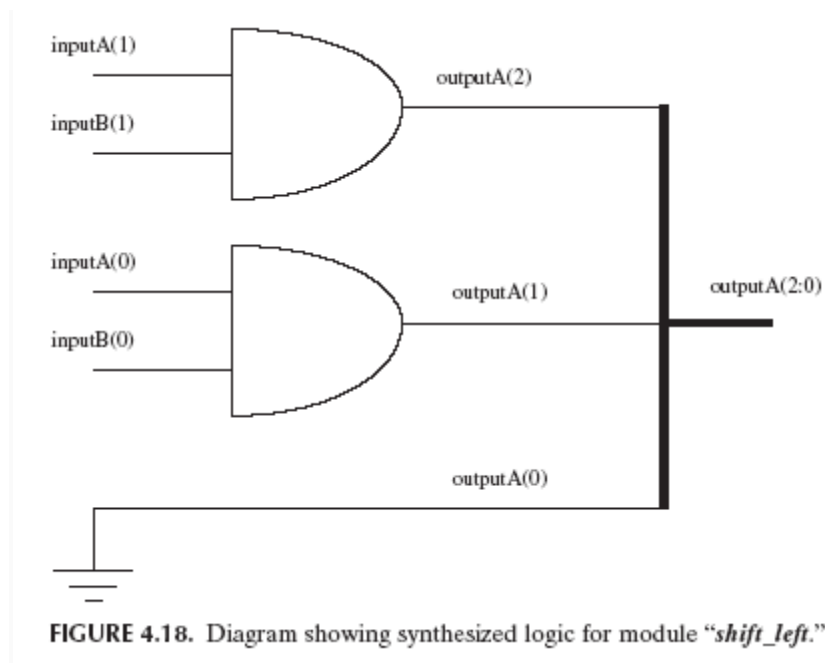 inputA(1)
outputA(2)
inputB(1)
inputA(0)
outputA(2:0)
outputA(1)
inputB(0)
outputA(0)
FIGURE 4.18. Diagram showing synthesized logic for module “shift_left.”